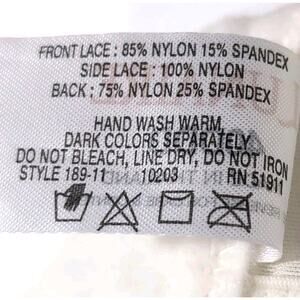 FRONT LACE : 85% NYLON 15% SPANDEX
SIDE LACE : 100% NYLON
BACK : 75% NYLON 25% SPANDEX
HAND WASH WARM,
DARK COLORS SEPARATELY
DO NOT BLEACH, LINE DRY, DO NOT IRON
STYLE 189-11 10203 RN 51911